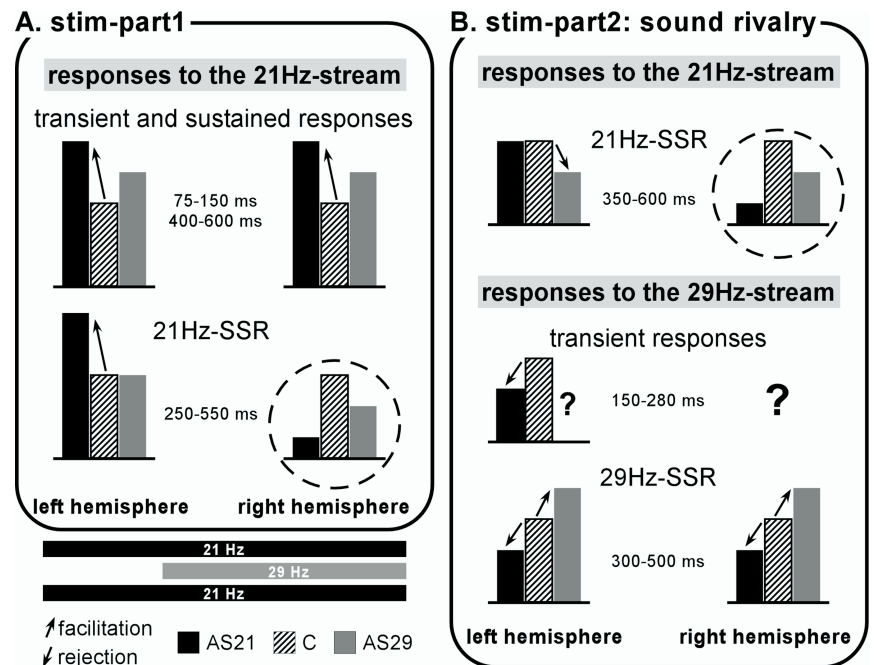 A. stim-part1
responses to the 21Hz-stream
transient and sustained responses
75-150 ms
400-600 ms
21Hz-SSR
250-550 ms
left hemisphere right hemisphere
21 Hz
29 Hz
21 Hz
facilitation
rejection
AS21 C AS29
B. stim-part2: sound rivalry
responses to the 21Hz-stream
21Hz-SSR
350-600 ms
responses to the 29Hz-stream
transient responses
? 150-280 ms ?
29Hz-SSR
300-500 ms
left hemisphere right hemisphere